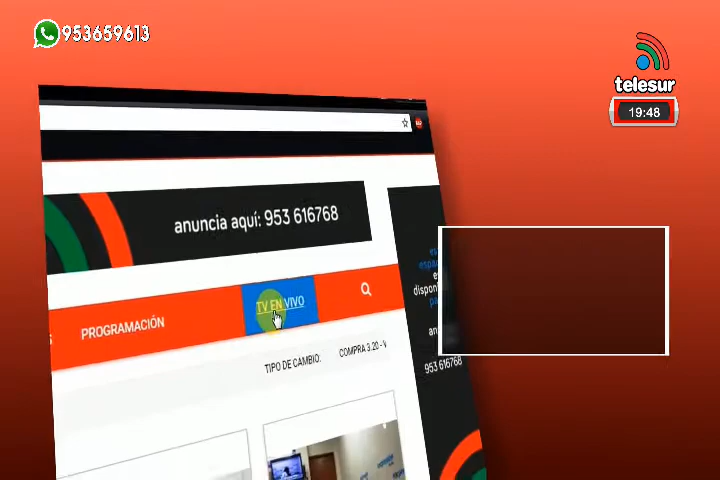 953659613
telesur
19:48
anuncia aquí: 953 616768
PROGRAMACIÓN
TV EN VIVO
TIPO DE CAMBIO:
COMPRA 3.20 - V
953 616768